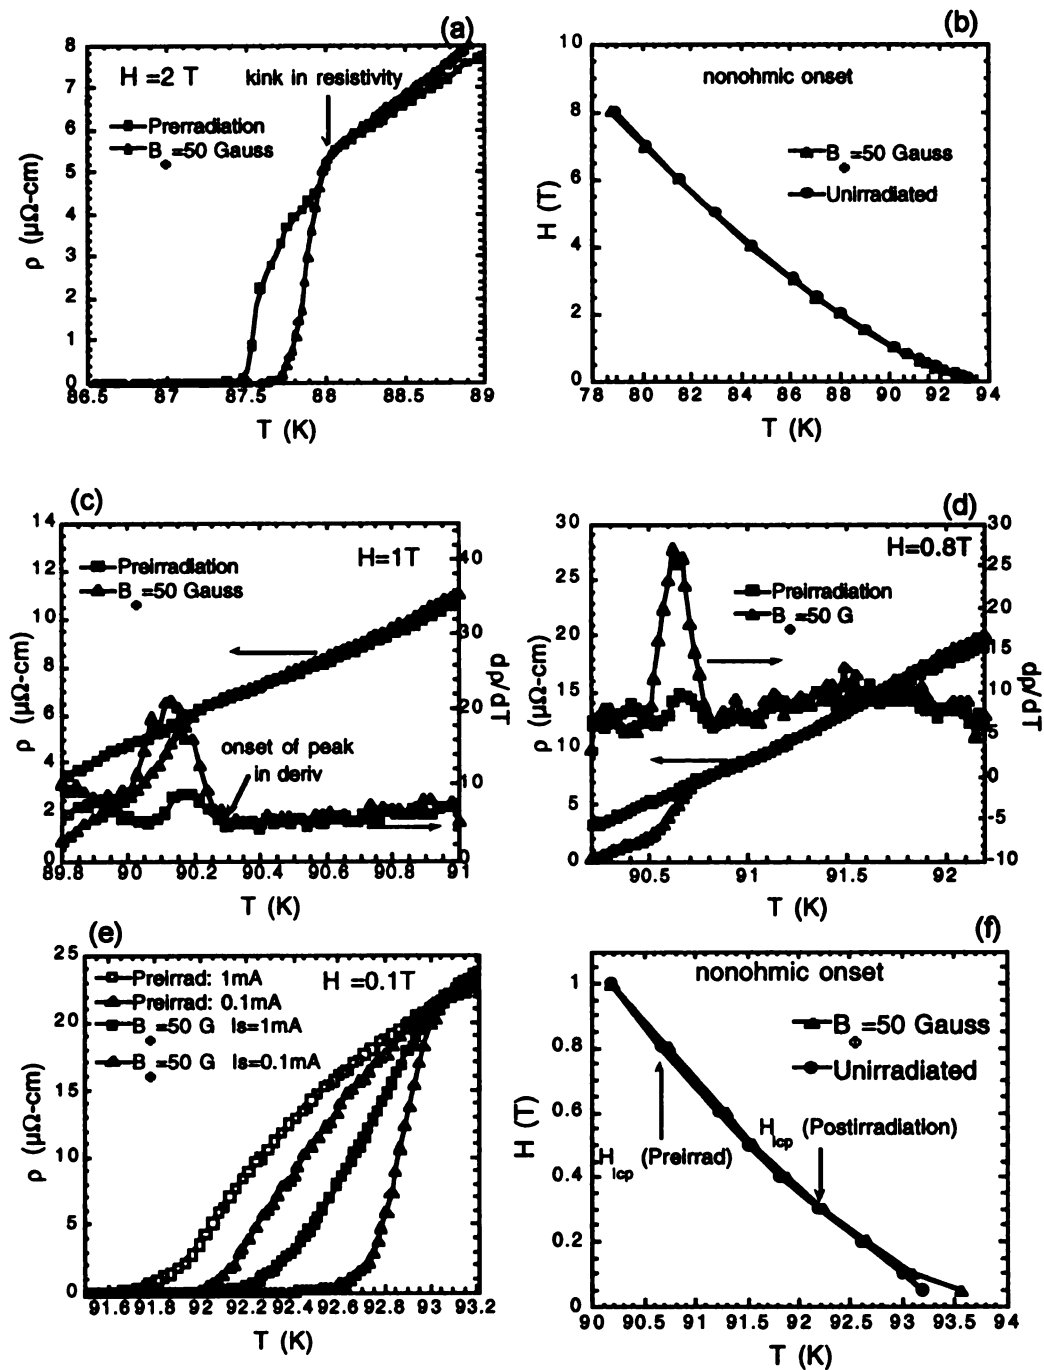 (a)
8
7
6
5
4
3
2
1
0
H =2 T
kink in resistivity
Prerradiation
B =50 Gauss
ϕ
ρ (μΩ-cm)
86.5 87 87.5 88 88.5 89
T (K)
(b)
10
8
6
4
2
0
nonohmic onset
B =50 Gauss
ϕ
Unirradiated
H (T)
78 80 82 84 86 88 90 92 94
T (K)
(c)
14
12
10
8
6
4
2
0
H=1T
Preirradiation
B =50 Gauss
ϕ
onset of peak
in deriv
ρ (μΩ-cm)
40
30
20
10
0
dρ/dT
89.8 90 90.2 90.4 90.6 90.8 91
T (K)
(d)
30
25
20
15
10
5
0
H=0.8T
Preirradiation
B =50 G
ϕ
ρ (μΩ-cm)
30
25
20
15
10
5
0
-5
-10
dρ/dT
90.5 91 91.5 92
T (K)
(e)
25
20
15
10
5
0
Preirrad: 1mA
Preirrad: 0.1mA
B =50 G Is=1mA
ϕ
B =50 G Is=0.1mA
ϕ
H =0.1T
ρ (μΩ-cm)
91.6 91.8 92 92.2 92.4 92.6 92.8 93 93.2
T (K)
(f)
1
0.8
0.6
0.4
0.2
0
nonohmic onset
B =50 Gauss
ϕ
Unirradiated
H lcp (Postirradiation)
H lcp (Preirrad)
H (T)
90 90.5 91 91.5 92 92.5 93 93.5 94
T (K)